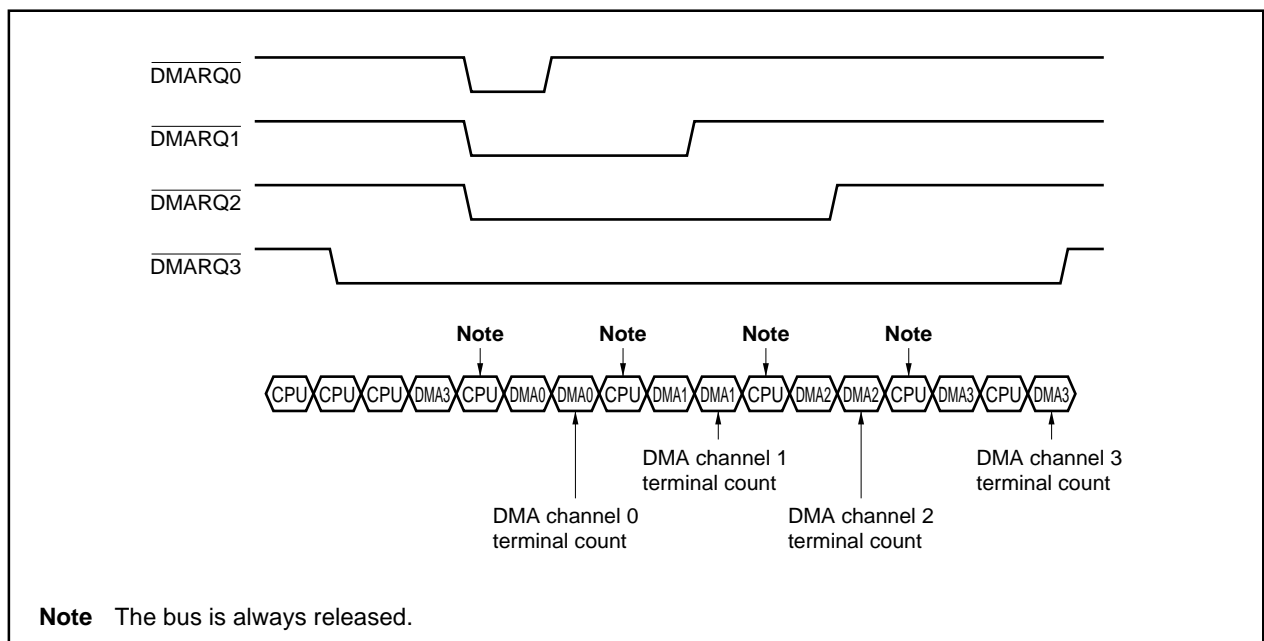 DMARQ0
DMARQ1
DMARQ2
DMARQ3
Note Note Note Note
CPU CPU CPU DMA3 CPU DMA0 DMA0 CPU DMA1 DMA1 CPU DMA2 DMA2 CPU DMA3 CPU DMA3
DMA channel 1
terminal count
DMA channel 3
terminal count
DMA channel 0
terminal count
DMA channel 2
terminal count
Note The bus is always released.